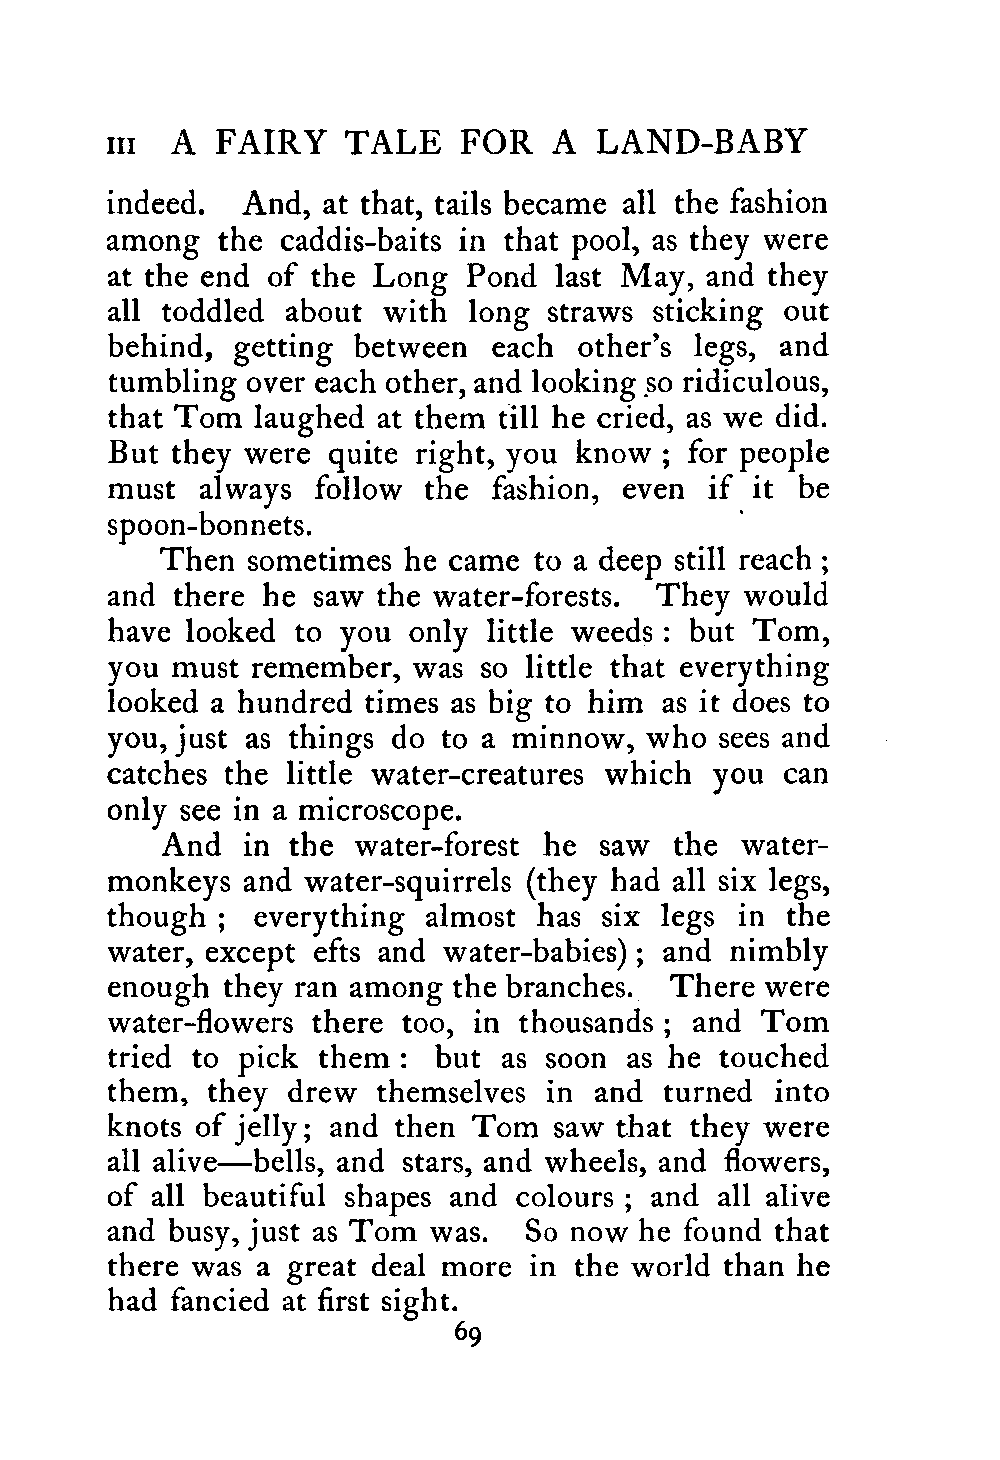 III A FAIRY TALE FOR A LAND-BABY
indeed. And, at that, tails became all the fashion
among the caddis-baits in that pool, as they were
at the end of the Long Pond last May, and they
all toddled about with long straws sticking out
behind, getting between each other's legs, and
tumbling over each other, and looking so ridiculous,
that Tom laughed at them till he cried, as we did.
But they were quite right, you know ; for people
must always follow the fashion, even if it be
spoon-bonnets.
Then sometimes he came to a deep still reach ;
and there he saw the water-forests. They would
have looked to you only little weeds : but Tom,
you must remember, was so little that everything
looked a hundred times as big to him as it does to
you, just as things do to a minnow, who sees and
catches the little water-creatures which you can
only see in a microscope.
And in the water-forest he saw the water-
monkeys and water-squirrels (they had all six legs,
though ; everything almost has six legs in the
water, except efts and water-babies) ; and nimbly
enough they ran among the branches. There were
water-flowers there too, in thousands ; and Tom
tried to pick them : but as soon as he touched
them, they drew themselves in and turned into
knots of jelly ; and then Tom saw that they were
all alive—bells, and stars, and wheels, and flowers,
of all beautiful shapes and colours ; and all alive
and busy, just as Tom was. So now he found that
there was a great deal more in the world than he
had fancied at first sight.
69